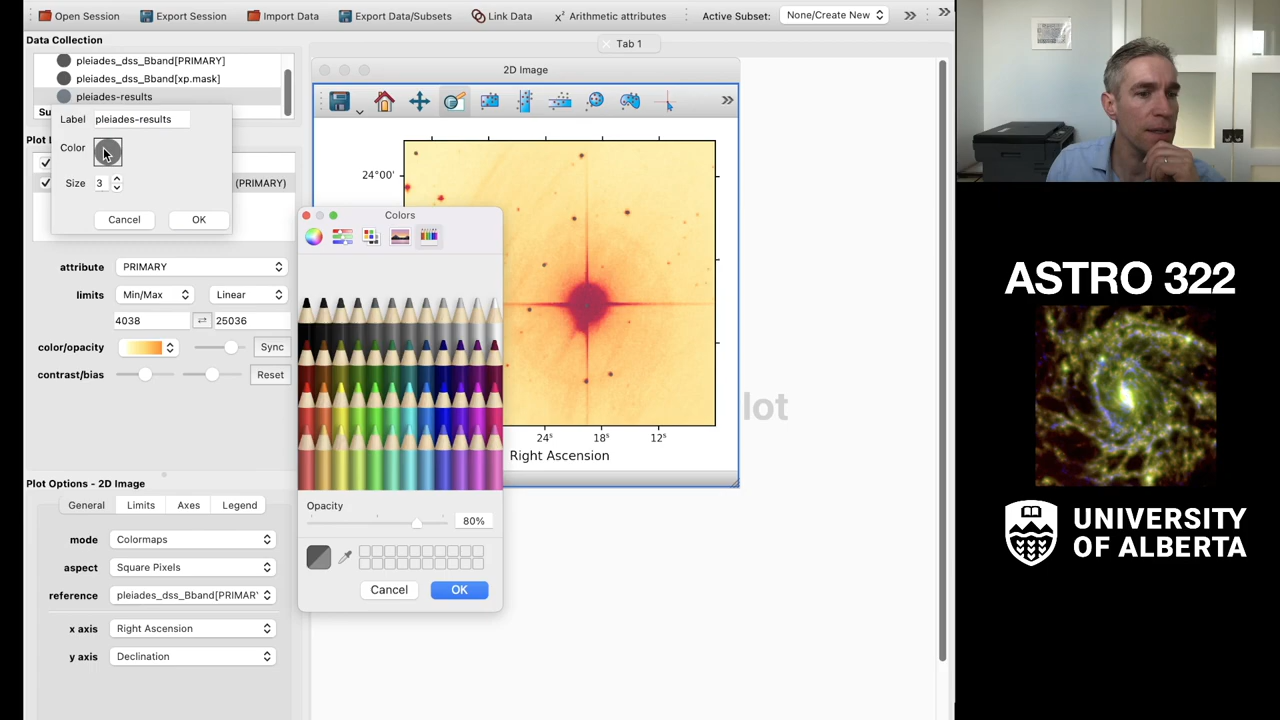 Open Session Export Session Import Data Export Data/Subsets Link Data Arithmetic attributes Active Subset: None/Create New
Data Collection
Tab 1
pleiades_dss_Bband[PRIMARY]
pleiades_dss_Bband[xp.mask]
pleiades-results
2D Image
Label pleiades-results
Color
Size 3
(PRIMARY)
Cancel OK
24°00'
Colors
attribute PRIMARY
limits Min/Max Linear
4038 25036
color/opacity Sync
contrast/bias Reset
24ˢ 18ˢ 12ˢ
Right Ascension
lot
Plot Options - 2D Image
General Limits Axes Legend
Opacity
80%
mode Colormaps
aspect Square Pixels
reference pleiades_dss_Bband[PRIMAR
Cancel OK
x axis Right Ascension
y axis Declination
ASTRO 322
UNIVERSITY
OF ALBERTA